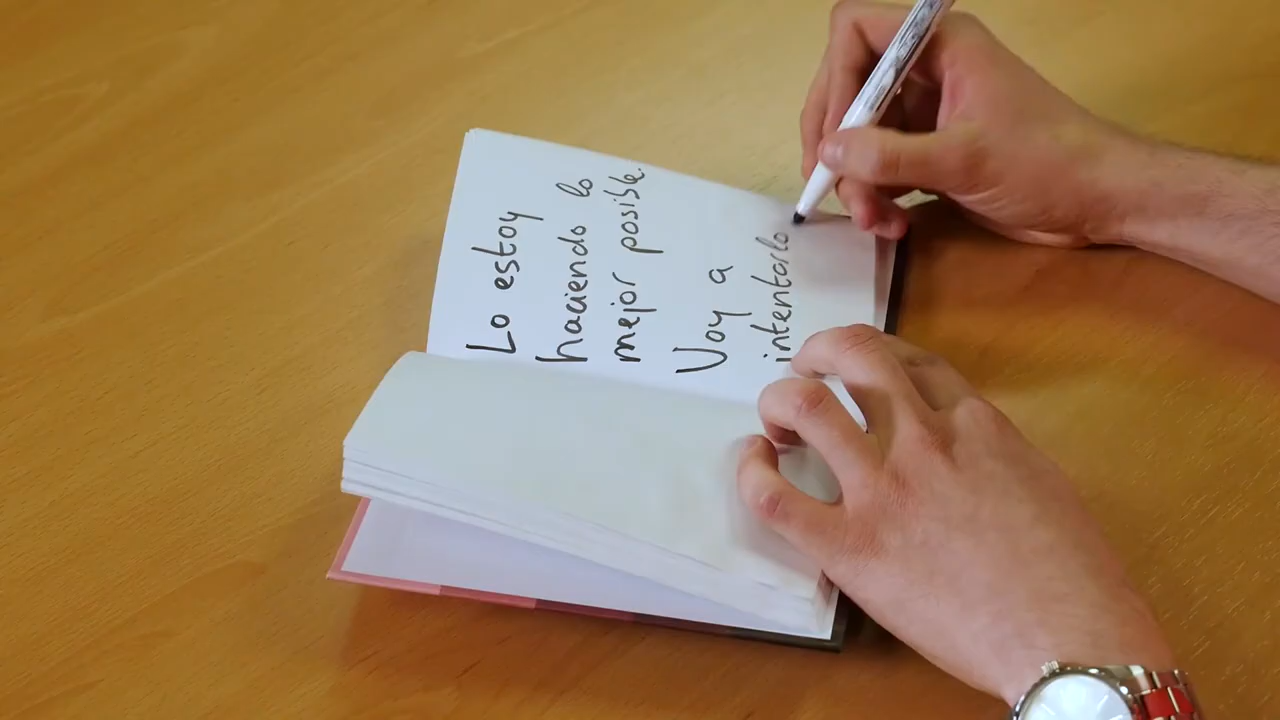 Lo estoy
haciendo lo
mejor posible.
Voy a
intentarlo